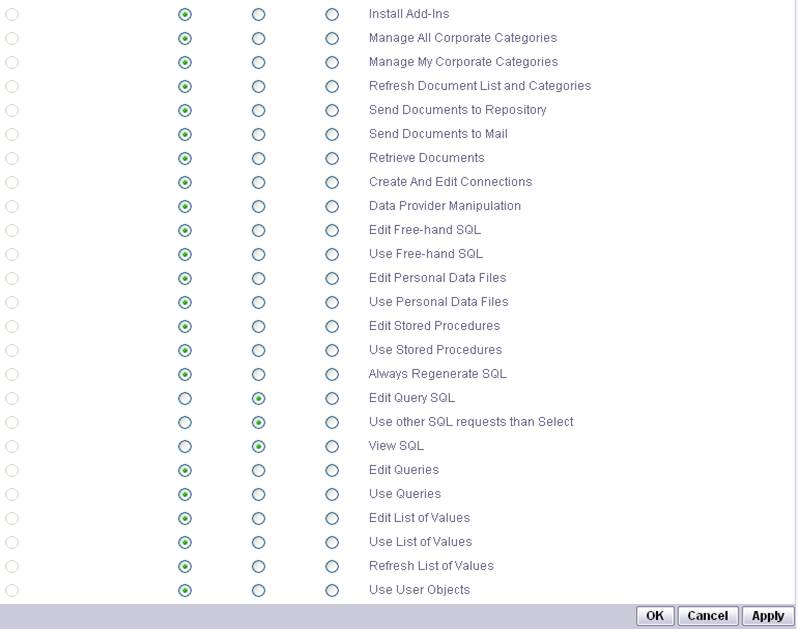 Install Add-Ins
Manage All Corporate Categories
Manage My Corporate Categories
Refresh Document List and Categories
Send Documents to Repository
Send Documents to Mail
Retrieve Documents
Create And Edit Connections
Data Provider Manipulation
Edit Free-hand SQL
Use Free-hand SQL
Edit Personal Data Files
Use Personal Data Files
Edit Stored Procedures
Use Stored Procedures
Always Regenerate SQL
Edit Query SQL
Use other SQL requests than Select
View SQL
Edit Queries
Use Queries
Edit List of Values
Use List of Values
Refresh List of Values
Use User Objects
OK Cancel Apply